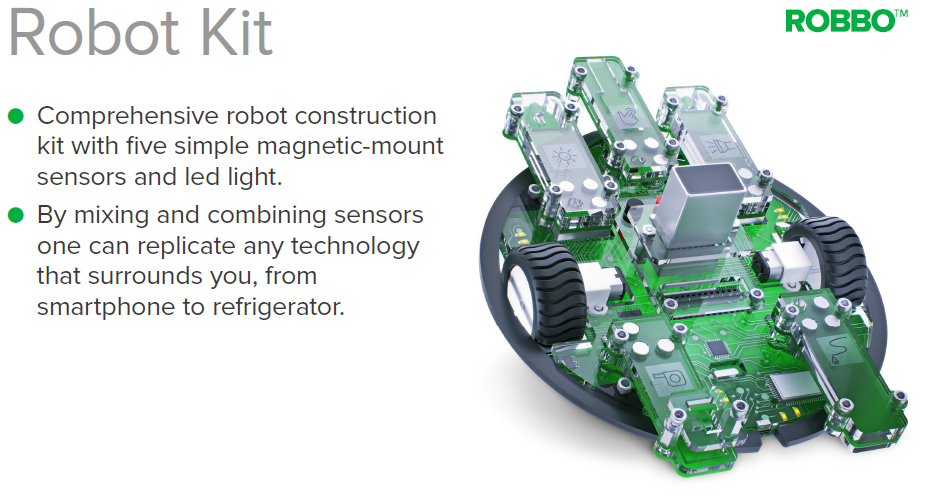 Robot Kit
ROBBO™
Comprehensive robot construction
kit with five simple magnetic-mount
sensors and led light.
By mixing and combining sensors
one can replicate any technology
that surrounds you, from
smartphone to refrigerator.